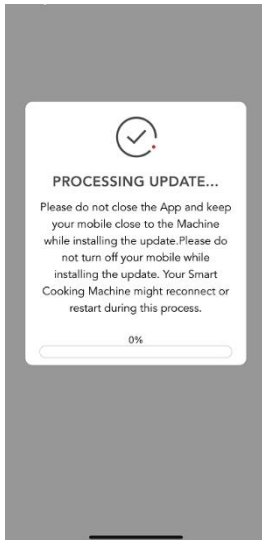 PROCESSING UPDATE...
Please do not close the App and keep
your mobile close to the Machine
while installing the update.Please do
not turn off your mobile while
installing the update. Your Smart
Cooking Machine might reconnect or
restart during this process.
0%